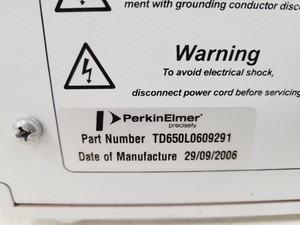 ment with grounding conductor disc
Warning
To avoid electrical shock,
disconnect power cord before servicing
PerkinElmer™
precisely.
Part Number TD650L0609291
Date of Manufacture 29/09/2006